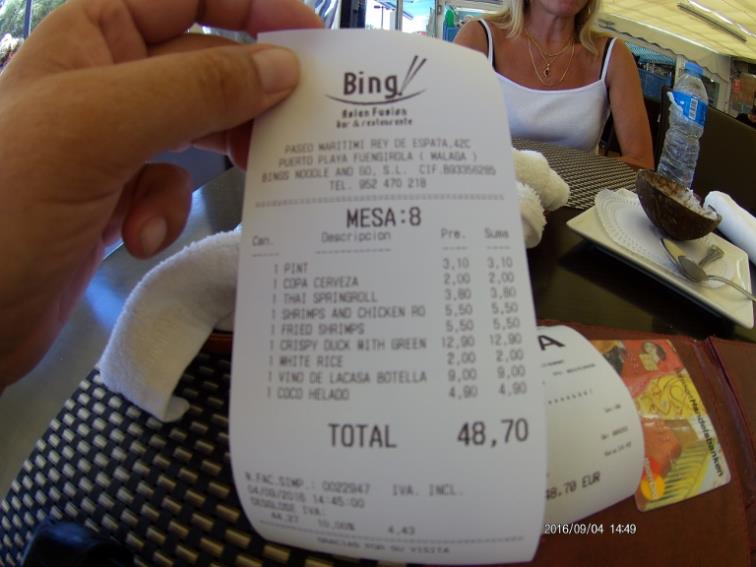 Bing
Asian Fusion
Bar & restaurante
PASEO MARITIMI REY DE ESPATA,42C
PUERTO PLAYA FUENGIROLA ( MALAGA )
BINGS NOODLE AND GO, S.L. CIF.B93356285
TEL. 952 470 218
MESA:8
Can. Descripcion Pre. Suma
1 PINT 3,10 3,10
1 COPA CERVEZA 2,00 2,00
1 THAI SPRINGROLL 3,80 3,80
1 SHRIMPS AND CHICKEN RO 5,50 5,50
1 FRIED SHRIMPS 5,50 5,50
1 CRISPY DUCK WITH GREEN 12,90 12,90
1 WHITE RICE 2,00 2,00
1 VINO DE LACASA BOTELLA 9,00 9,00
1 COCO HELADO 4,90 4,90
TOTAL 48,70
N.FAC.SIMP.: 0022947 IVA. INCL.
04/09/2016 14:45:00
DESGLOSE IVA:
44,27 10,00% 4,43
GRACIAS POR SU VISITA
A
48,70 EUR
Handelsbanken
2016/09/04 14:49